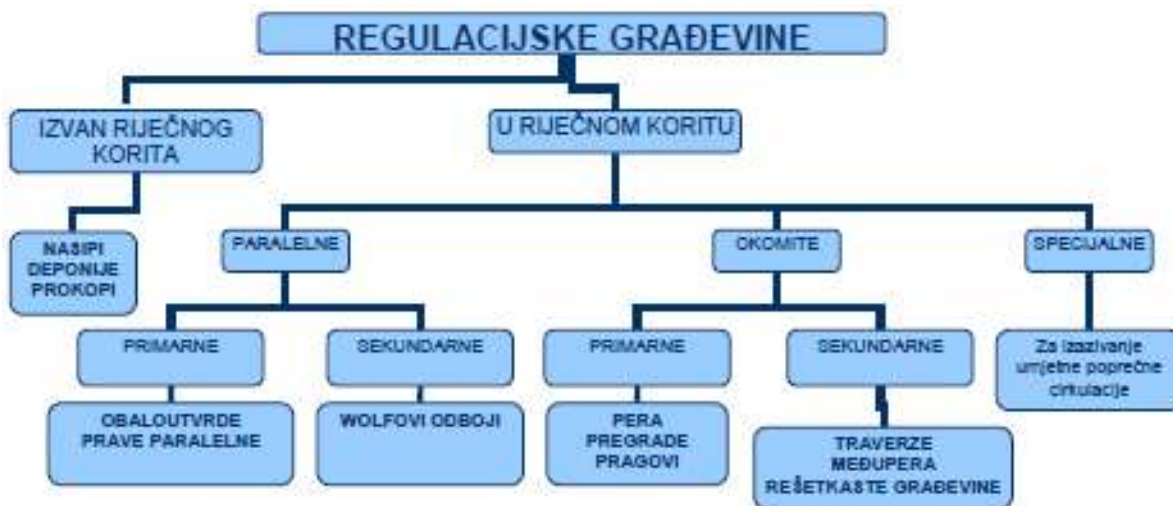 REGULACIJSKE GRAĐEVINE
IZVAN RIJEČNOG
KORITA
U RIJEČNOM KORITU
NASIPI
DEPONIJE
PROKOPI
PARALELNE
OKOMITE
SPECIJALNE
PRIMARNE
SEKUNDARNE
PRIMARNE
SEKUNDARNE
Za izazivanje
umjetne poprečne
cirkulacije
OBALOUTVRDE
PRAVE PARALELNE
WOLFOVI ODBOJI
PERA
PREGRADE
PRAGOVI
TRAVERZE
MEĐUPERA
REŠETKASTE GRAĐEVINE